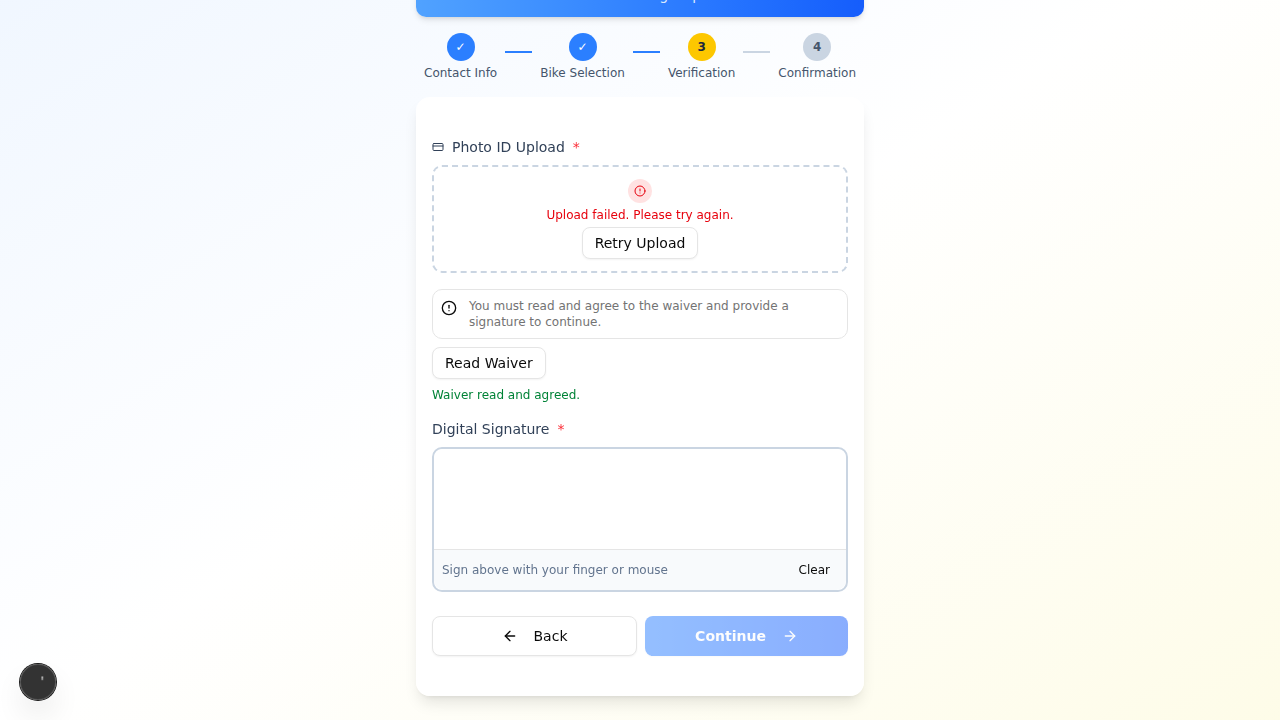 ✓
✓
3
4
Contact Info
Bike Selection
Verification
Confirmation
Photo ID Upload *
Upload failed. Please try again.
Retry Upload
You must read and agree to the waiver and provide a
signature to continue.
Read Waiver
Waiver read and agreed.
Digital Signature *
Sign above with your finger or mouse
Clear
Back
Continue